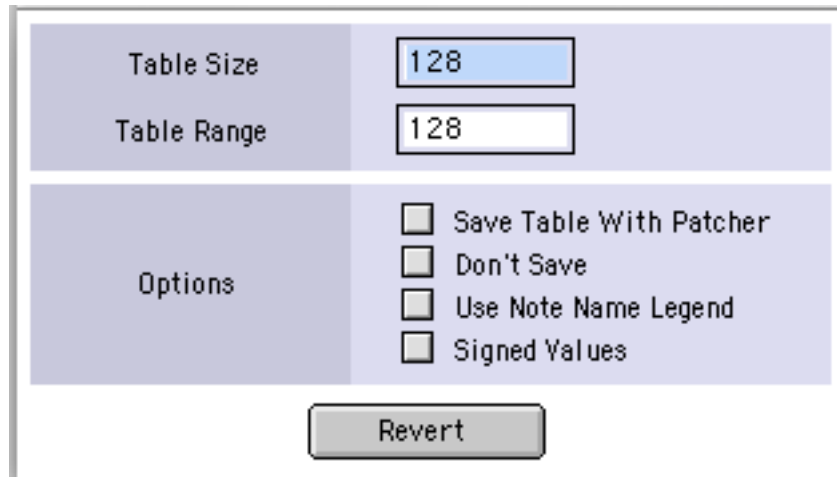 Table Size
128
Table Range
128
Options
Save Table With Patcher
Don't Save
Use Note Name Legend
Signed Values
Revert